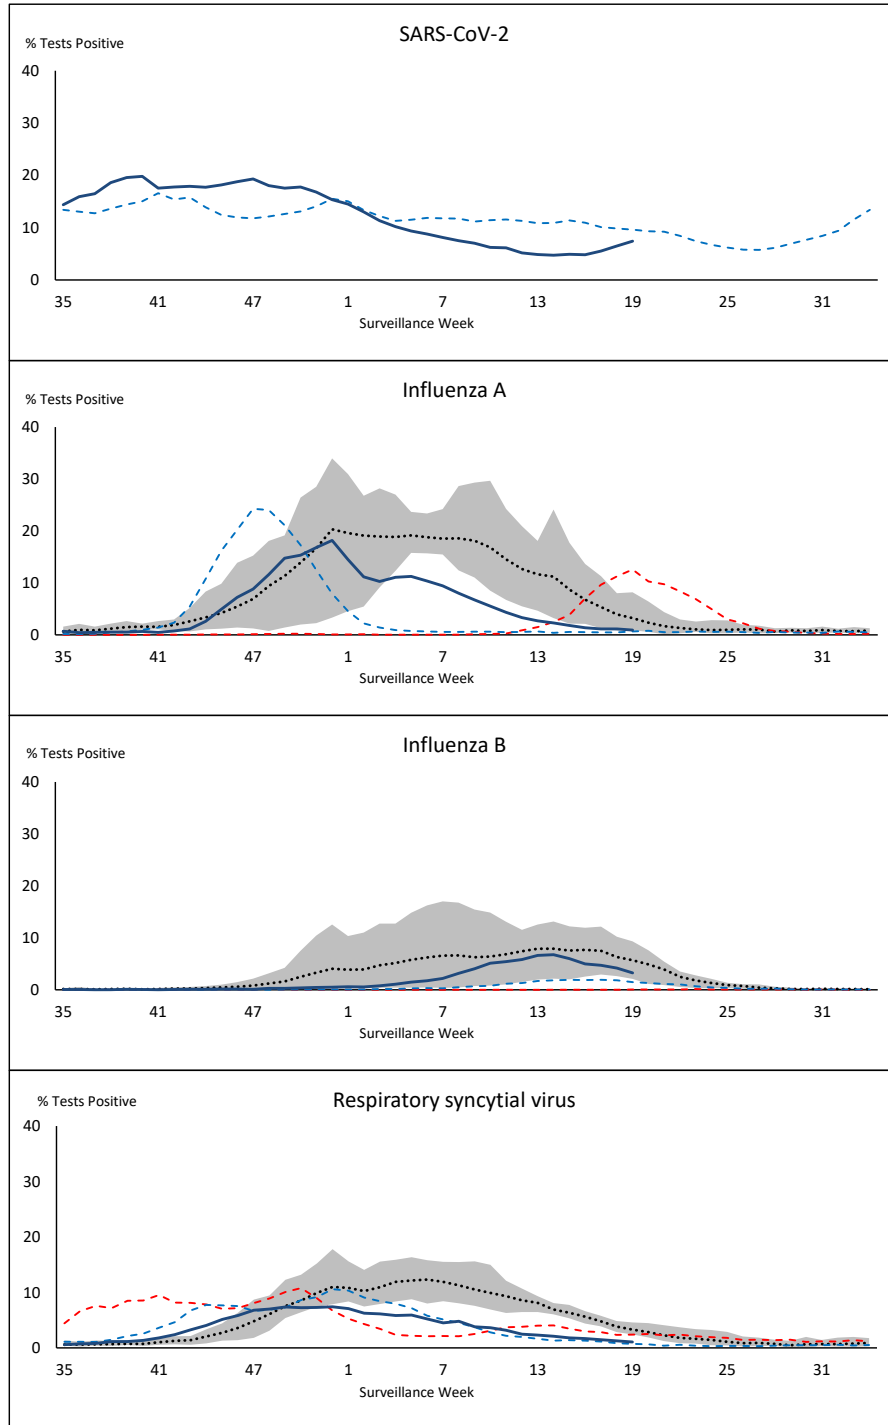 SARS-CoV-2
% Tests Positive
40
30
20
10
0
35 41 47 1 7 13 19 25 31
Surveillance Week
Influenza A
% Tests Positive
40
30
20
10
0
35 41 47 1 7 13 19 25 31
Surveillance Week
Influenza B
% Tests Positive
40
30
20
10
0
35 41 47 1 7 13 19 25 31
Surveillance Week
Respiratory syncytial virus
% Tests Positive
40
30
20
10
0
35 41 47 1 7 13 19 25 31
Surveillance Week